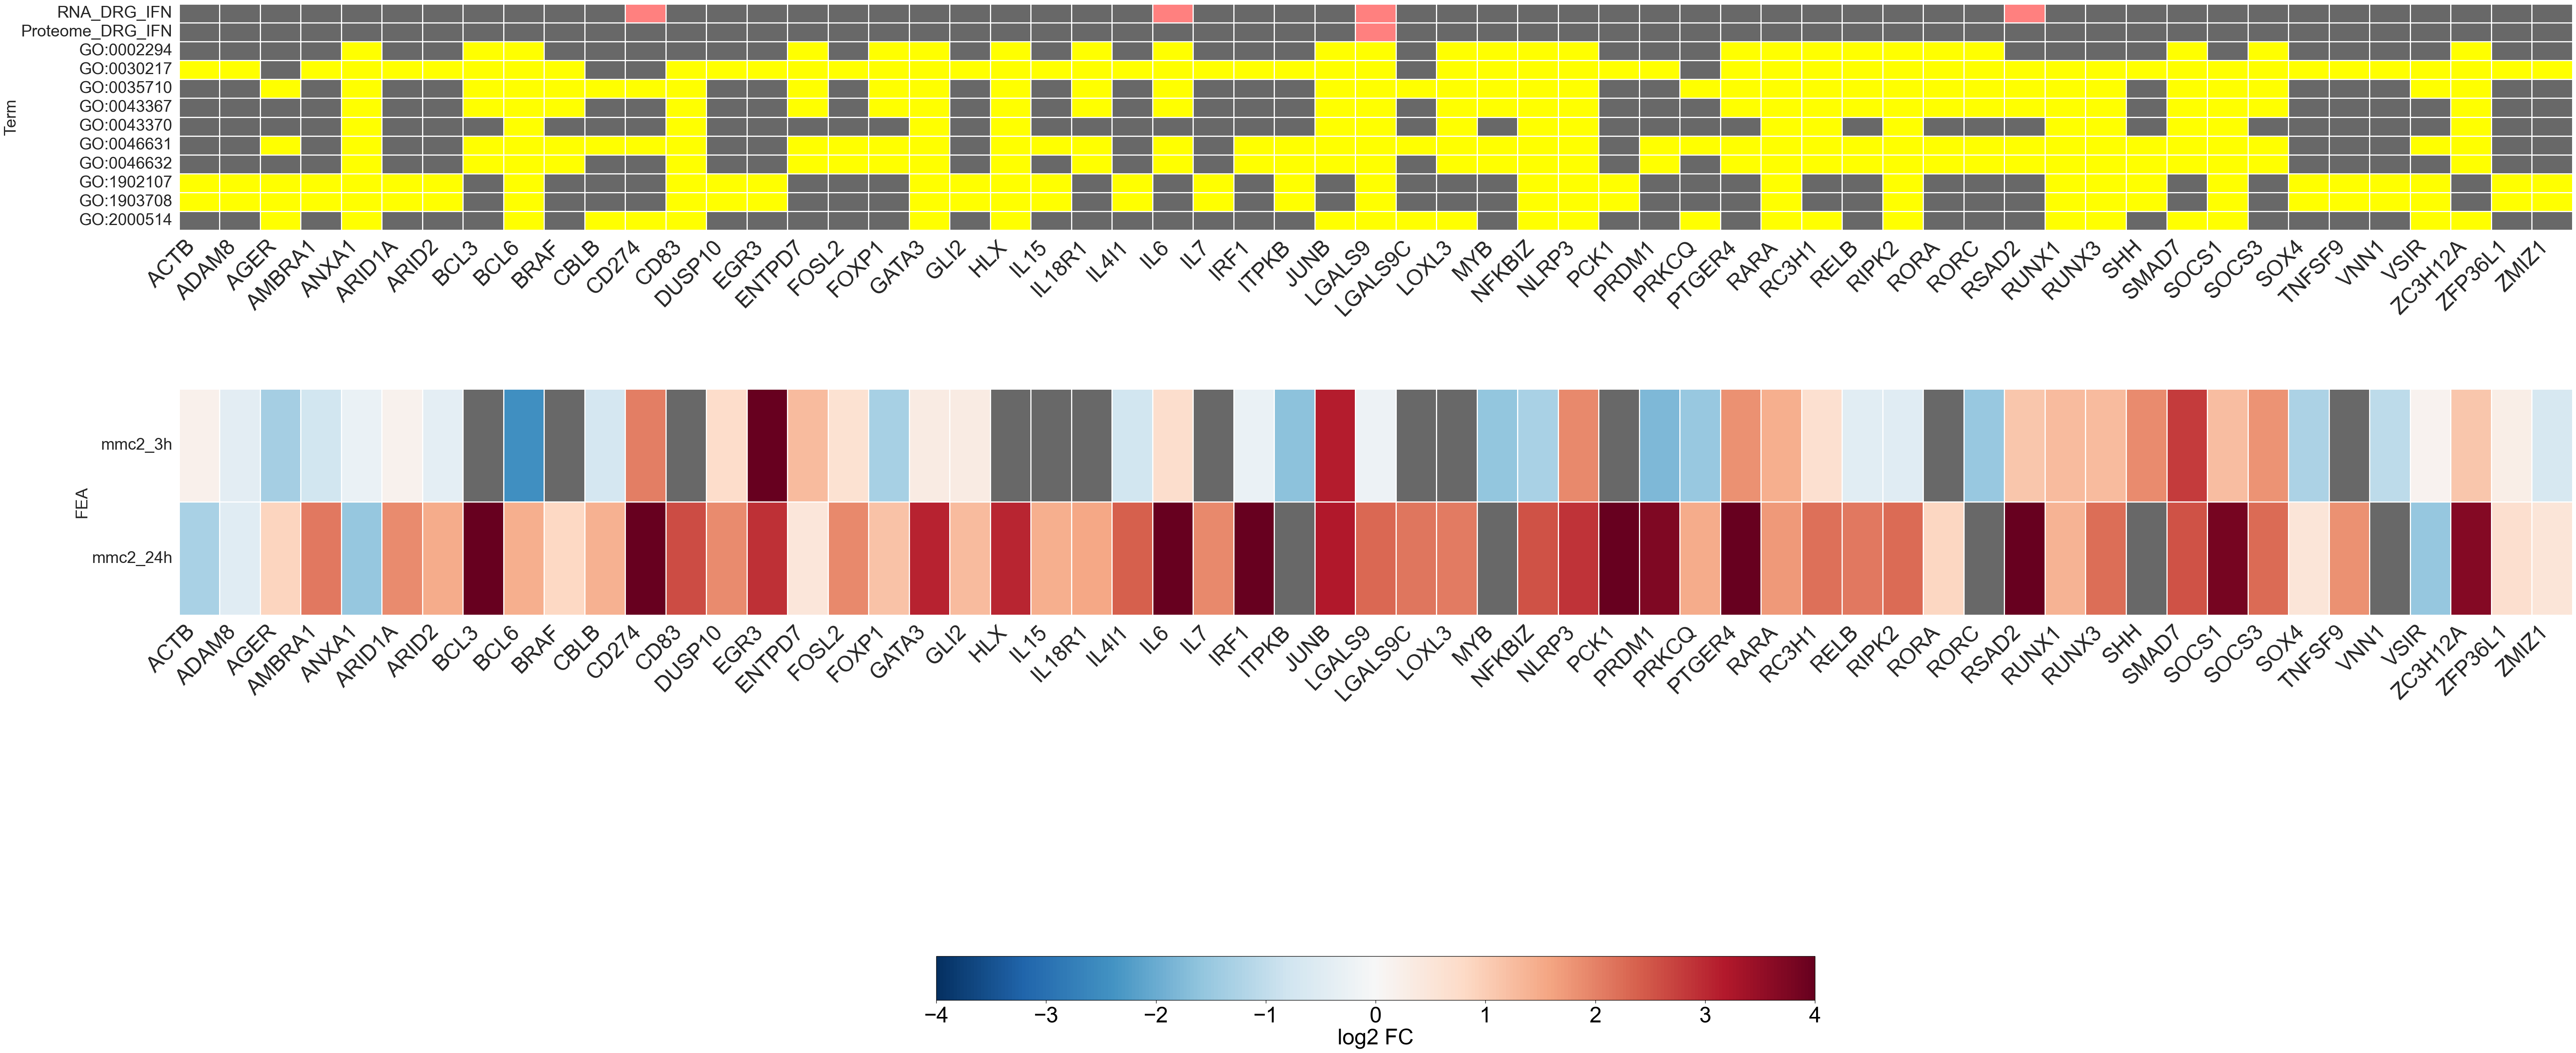 Term
RNA_DRG_IFN
Proteome_DRG_IFN
GO:0002294
GO:0030217
GO:0035710
GO:0043367
GO:0043370
GO:0046631
GO:0046632
GO:1902107
GO:1903708
GO:2000514
ACTB ADAM8 AGER AMBRA1 ANXA1 ARID1A ARID2 BCL3 BCL6 BRAF CBLB CD274 CD83 DUSP10 EGR3 ENTPD7 FOSL2 FOXP1 GATA3 GLI2 HLX IL15 IL18R1 IL4I1 IL6 IL7 IRF1 ITPKB JUNB LGALS9 LGALS9C LOXL3 MYB NFKBIZ NLRP3 PCK1 PRDM1 PRKCQ PTGER4 RARA RC3H1 RELB RIPK2 RORA RORC RSAD2 RUNX1 RUNX3 SHH SMAD7 SOCS1 SOCS3 SOX4 TNFSF9 VNN1 VSIR ZC3H12A ZFP36L1 ZMIZ1
FEA
mmc2_3h
mmc2_24h
ACTB ADAM8 AGER AMBRA1 ANXA1 ARID1A ARID2 BCL3 BCL6 BRAF CBLB CD274 CD83 DUSP10 EGR3 ENTPD7 FOSL2 FOXP1 GATA3 GLI2 HLX IL15 IL18R1 IL4I1 IL6 IL7 IRF1 ITPKB JUNB LGALS9 LGALS9C LOXL3 MYB NFKBIZ NLRP3 PCK1 PRDM1 PRKCQ PTGER4 RARA RC3H1 RELB RIPK2 RORA RORC RSAD2 RUNX1 RUNX3 SHH SMAD7 SOCS1 SOCS3 SOX4 TNFSF9 VNN1 VSIR ZC3H12A ZFP36L1 ZMIZ1
−4 −3 −2 −1 0 1 2 3 4
log2 FC